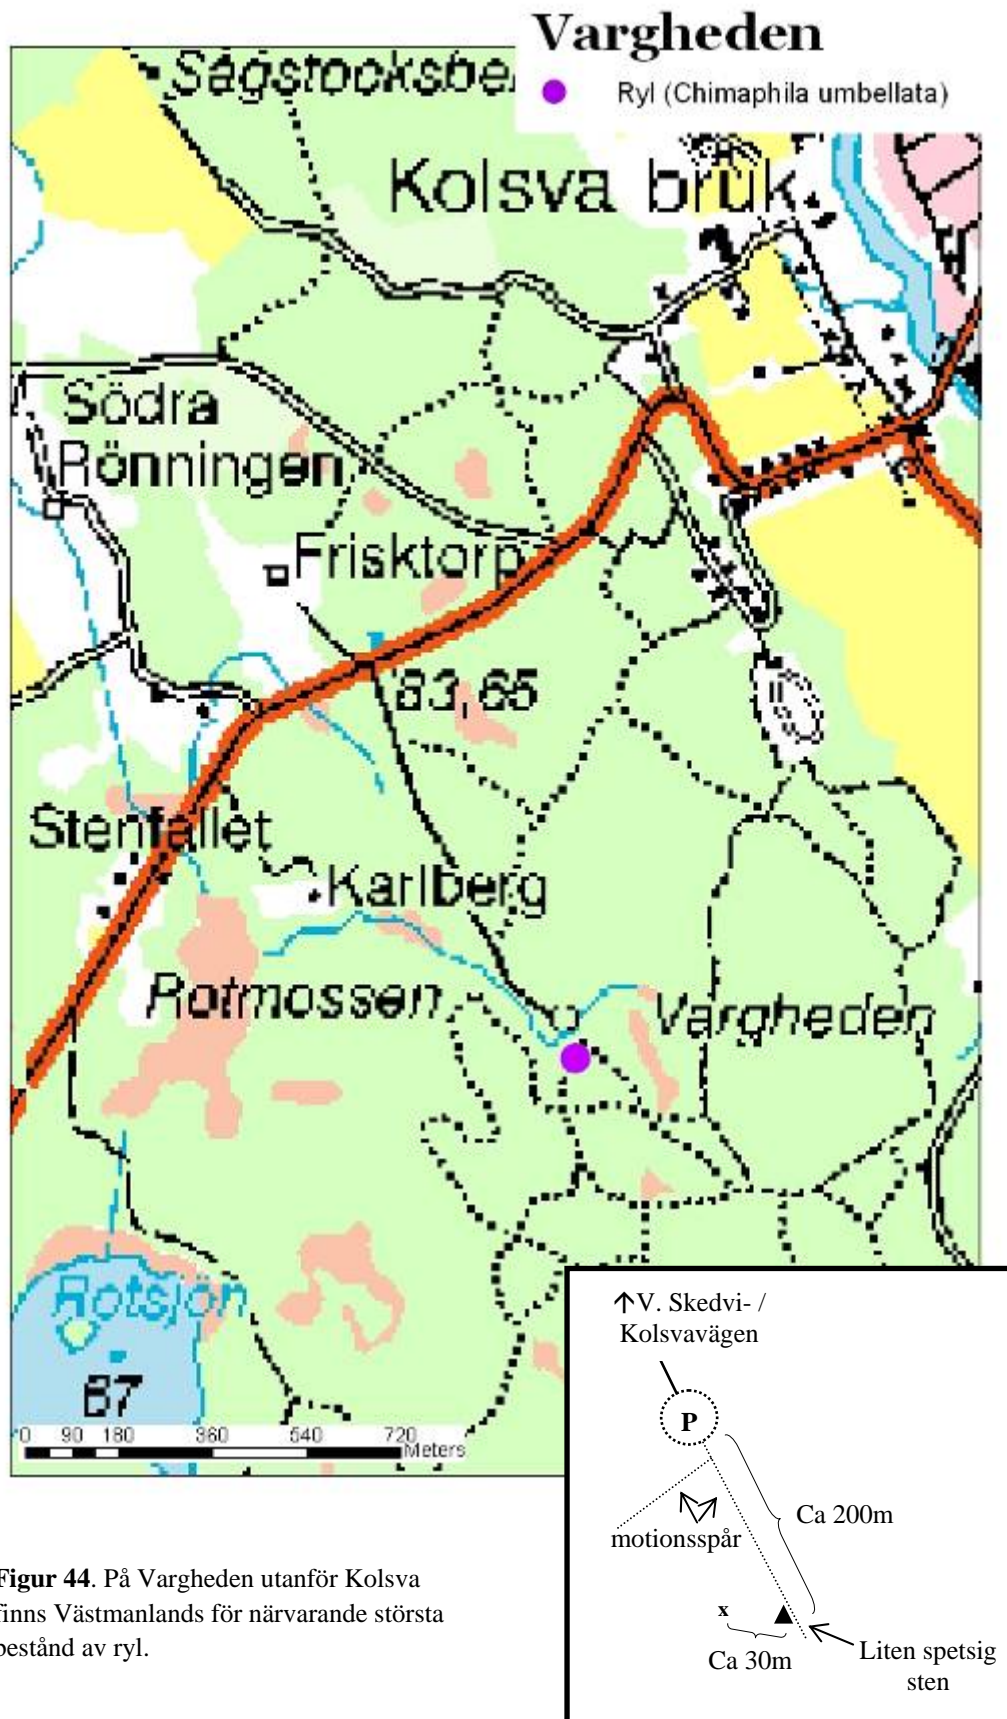 Vargheden
Ryl (Chimaphila umbellata)
Kolsva bruk
Södra
Rönningen
Frisktorp
83,65
Stenfallet
Karlberg
Rotmossen
Vargheden
Rotsjön
67
0 90 180 360 540 720
Meters
↑V. Skedvi- /
Kolsvavägen
P
Ca 200m
motionsspår
x
Ca 30m
Liten spetsig
sten
Figur 44. På Vargheden utanför Kolsva
finns Västmanlands för närvarande största
bestånd av ryl.